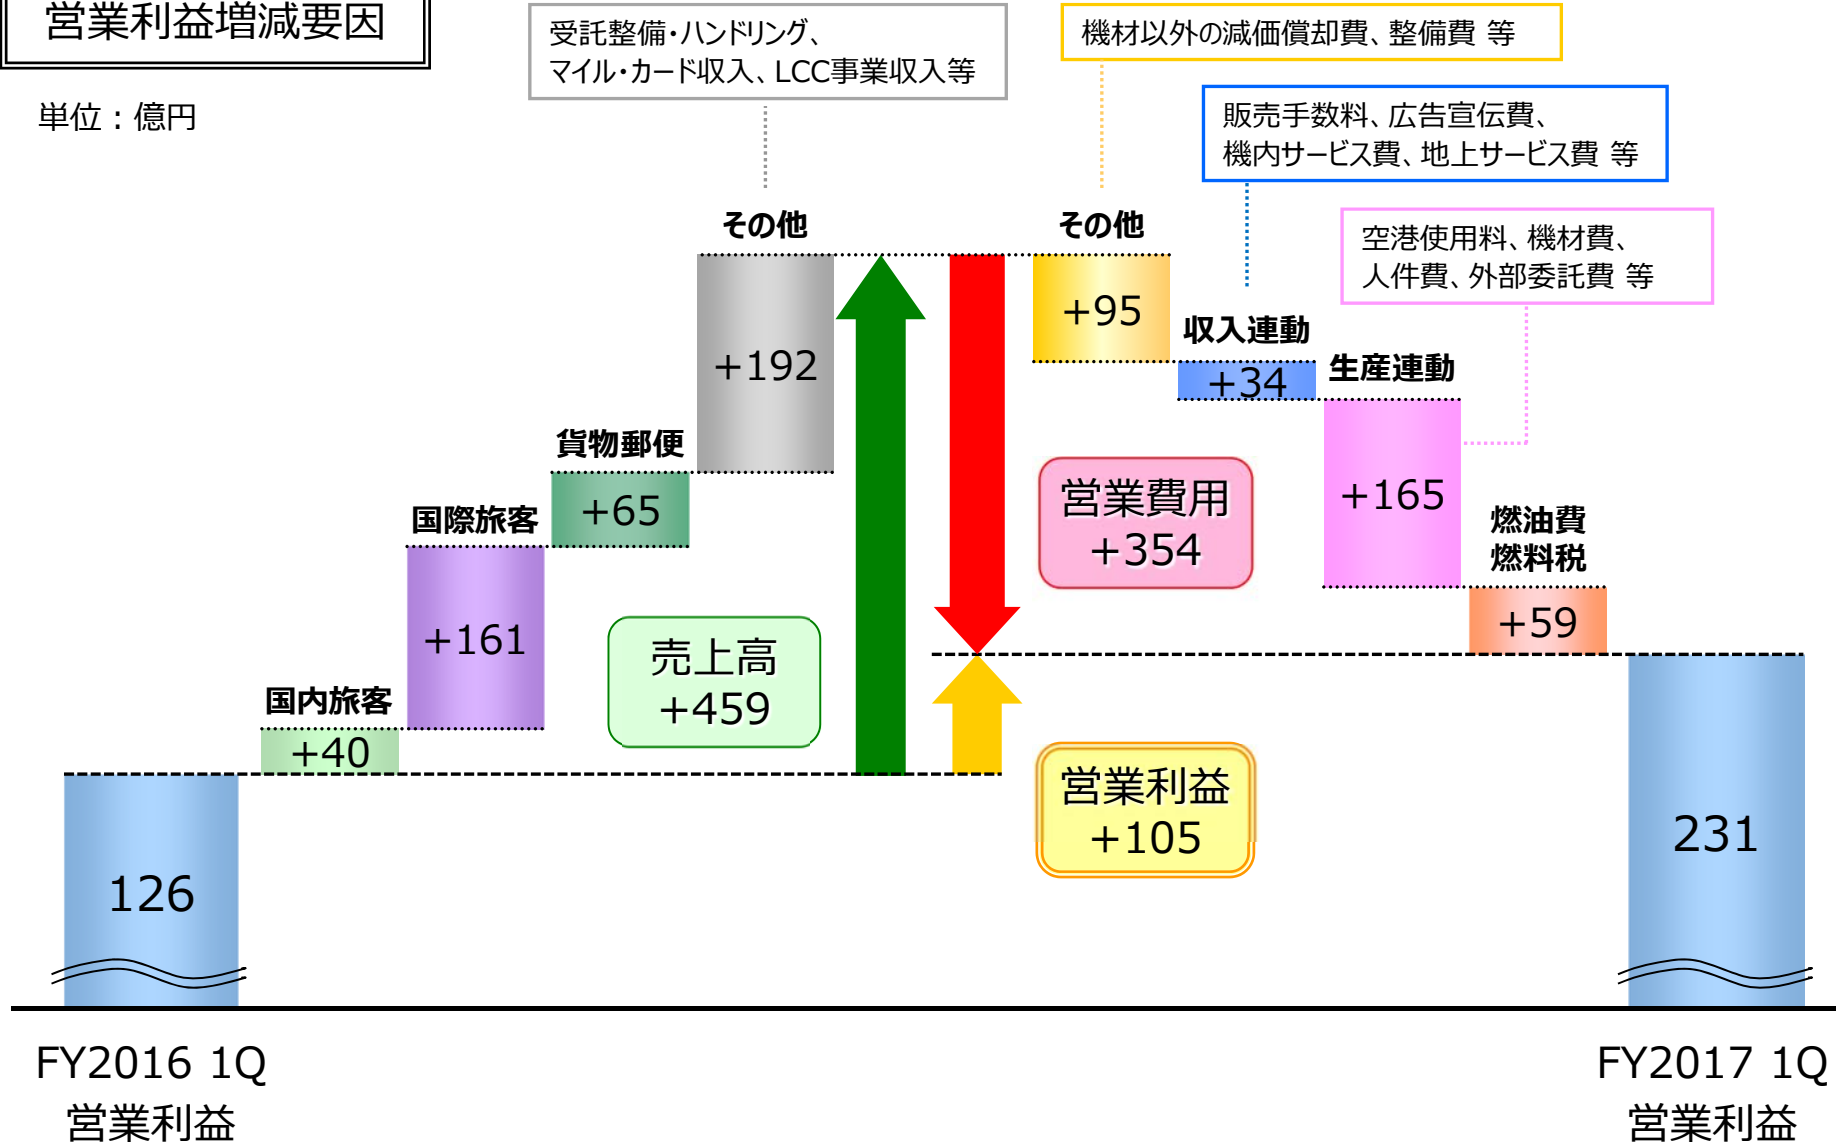 営業利益増減要因
単位：億円
受託整備・ハンドリング、
マイル・カード収入、LCC事業収入等
機材以外の減価償却費、整備費 等
販売手数料、広告宣伝費、
機内サービス費、地上サービス費 等
空港使用料、機材費、
人件費、外部委託費 等
その他
+192
その他
+95
収入連動
+34
生産連動
+165
貨物郵便
+65
国際旅客
+161
国内旅客
+40
燃油費
燃料税
+59
営業費用
+354
売上高
+459
営業利益
+105
126
231
FY2016 1Q
営業利益
FY2017 1Q
営業利益